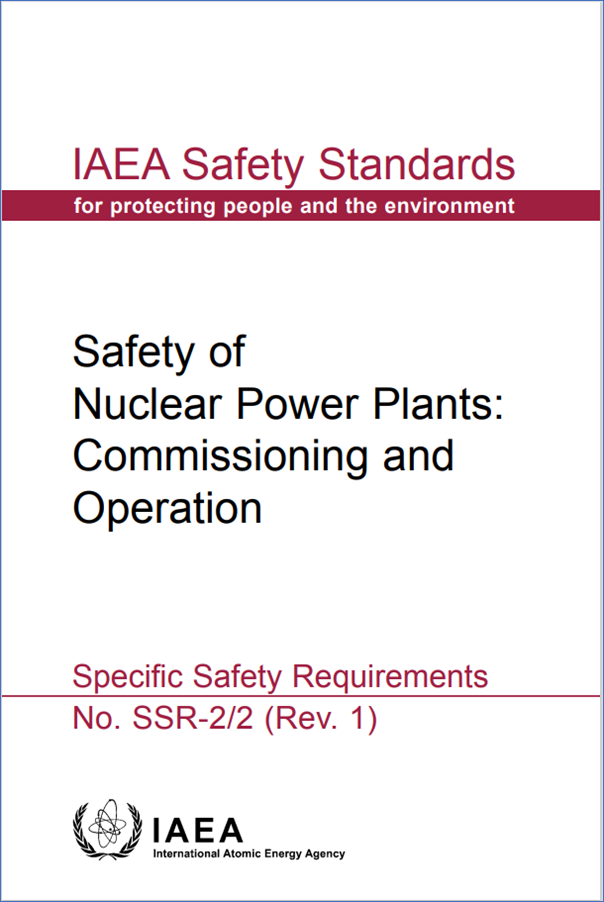 IAEA Safety Standards
for protecting people and the environment
Safety of
Nuclear Power Plants:
Commissioning and
Operation
Specific Safety Requirements
No. SSR-2/2 (Rev. 1)
IAEA
International Atomic Energy Agency